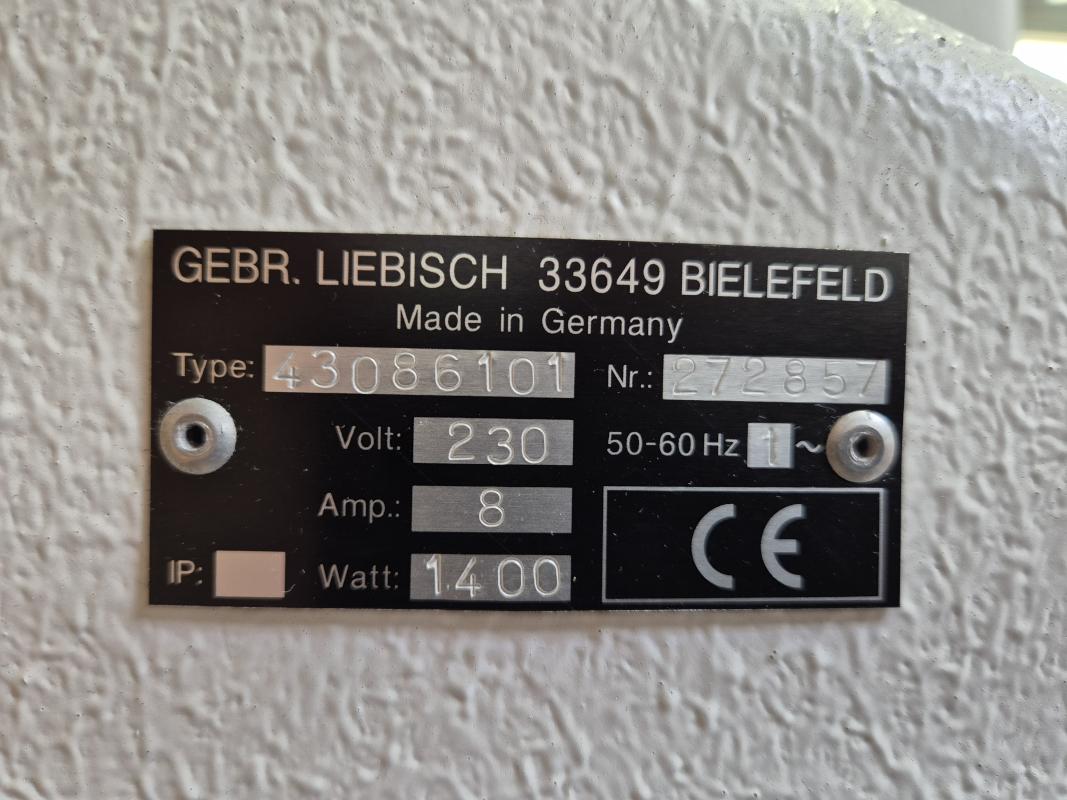 GEBR. LIEBISCH 33649 BIELEFELD
Made in Germany
Type: 43086101 Nr.: 272857
Volt: 230 50-60 Hz 1~
Amp.: 8
IP: Watt: 1400
CE